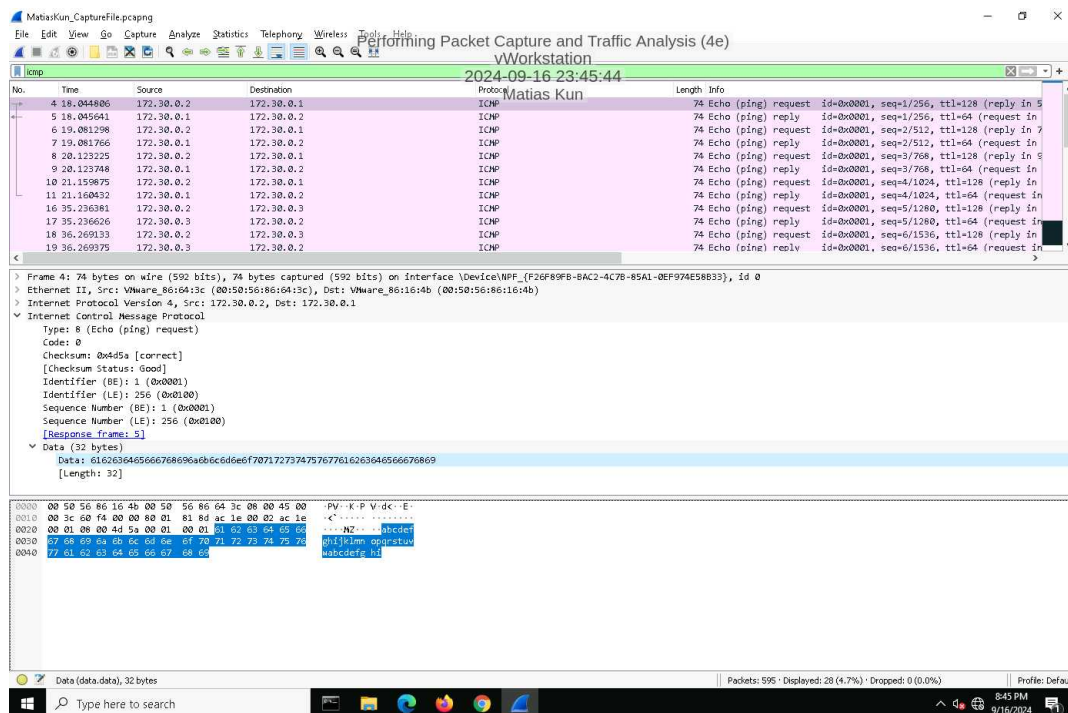 MatiasKun_CaptureFile.pcapng
File Edit View Go Capture Analyze Statistics Telephony Wireless Tools Help
Performing Packet Capture and Traffic Analysis (4e)
vWorkstation
2024-09-16 23:45:44
Matias Kun
icmp
No. Time Source Destination Protocol Length Info
4 18.044806 172.30.0.2 172.30.0.1 ICMP 74 Echo (ping) request id=0x0001, seq=1/256, ttl=128 (reply in 5
5 18.045641 172.30.0.1 172.30.0.2 ICMP 74 Echo (ping) reply id=0x0001, seq=1/256, ttl=64 (request in
6 19.081298 172.30.0.2 172.30.0.1 ICMP 74 Echo (ping) request id=0x0001, seq=2/512, ttl=128 (reply in 7
7 19.081766 172.30.0.1 172.30.0.2 ICMP 74 Echo (ping) reply id=0x0001, seq=2/512, ttl=64 (request in
8 20.123225 172.30.0.2 172.30.0.1 ICMP 74 Echo (ping) request id=0x0001, seq=3/768, ttl=128 (reply in 9
9 20.123748 172.30.0.1 172.30.0.2 ICMP 74 Echo (ping) reply id=0x0001, seq=3/768, ttl=64 (request in
10 21.159875 172.30.0.2 172.30.0.1 ICMP 74 Echo (ping) request id=0x0001, seq=4/1024, ttl=128 (reply in
11 21.160432 172.30.0.1 172.30.0.2 ICMP 74 Echo (ping) reply id=0x0001, seq=4/1024, ttl=64 (request in
16 35.236381 172.30.0.2 172.30.0.3 ICMP 74 Echo (ping) request id=0x0001, seq=5/1280, ttl=128 (reply in
17 35.236626 172.30.0.3 172.30.0.2 ICMP 74 Echo (ping) reply id=0x0001, seq=5/1280, ttl=64 (request in
18 36.269133 172.30.0.2 172.30.0.3 ICMP 74 Echo (ping) request id=0x0001, seq=6/1536, ttl=128 (reply in
19 36.269375 172.30.0.3 172.30.0.2 ICMP 74 Echo (ping) reply id=0x0001, seq=6/1536, ttl=64 (request in
Frame 4: 74 bytes on wire (592 bits), 74 bytes captured (592 bits) on interface \Device\NPF_{F26F89FB-BAC2-4C7B-85A1-0EF974E58B33}, id 0
Ethernet II, Src: VMware_86:64:3c (00:50:56:86:64:3c), Dst: VMware_86:16:4b (00:50:56:86:16:4b)
Internet Protocol Version 4, Src: 172.30.0.2, Dst: 172.30.0.1
Internet Control Message Protocol
Type: 8 (Echo (ping) request)
Code: 0
Checksum: 0x4d5a [correct]
[Checksum Status: Good]
Identifier (BE): 1 (0x0001)
Identifier (LE): 256 (0x0100)
Sequence Number (BE): 1 (0x0001)
Sequence Number (LE): 256 (0x0100)
[Response frame: 5]
Data (32 bytes)
Data: 6162636465666768696a6b6c6d6e6f7071727374757677616263646566676869
[Length: 32]
0000 00 50 56 86 16 4b 00 50 56 86 64 3c 08 00 45 00 ·PV··K·P V·d<··E·
0010 00 3c 60 f4 00 00 80 01 81 8d ac 1e 00 02 ac 1e ·<`····· ········
0020 00 01 08 00 4d 5a 00 01 00 01 61 62 63 64 65 66 ····MZ·· ··abcdef
0030 67 68 69 6a 6b 6c 6d 6e 6f 70 71 72 73 74 75 76 ghijklmn opqrstuv
0040 77 61 62 63 64 65 66 67 68 69 wabcdefg hi
Data (data.data), 32 bytes
Packets: 595 · Displayed: 28 (4.7%) · Dropped: 0 (0.0%)
Profile: Defau
Type here to search
8:45 PM
9/16/2024
1